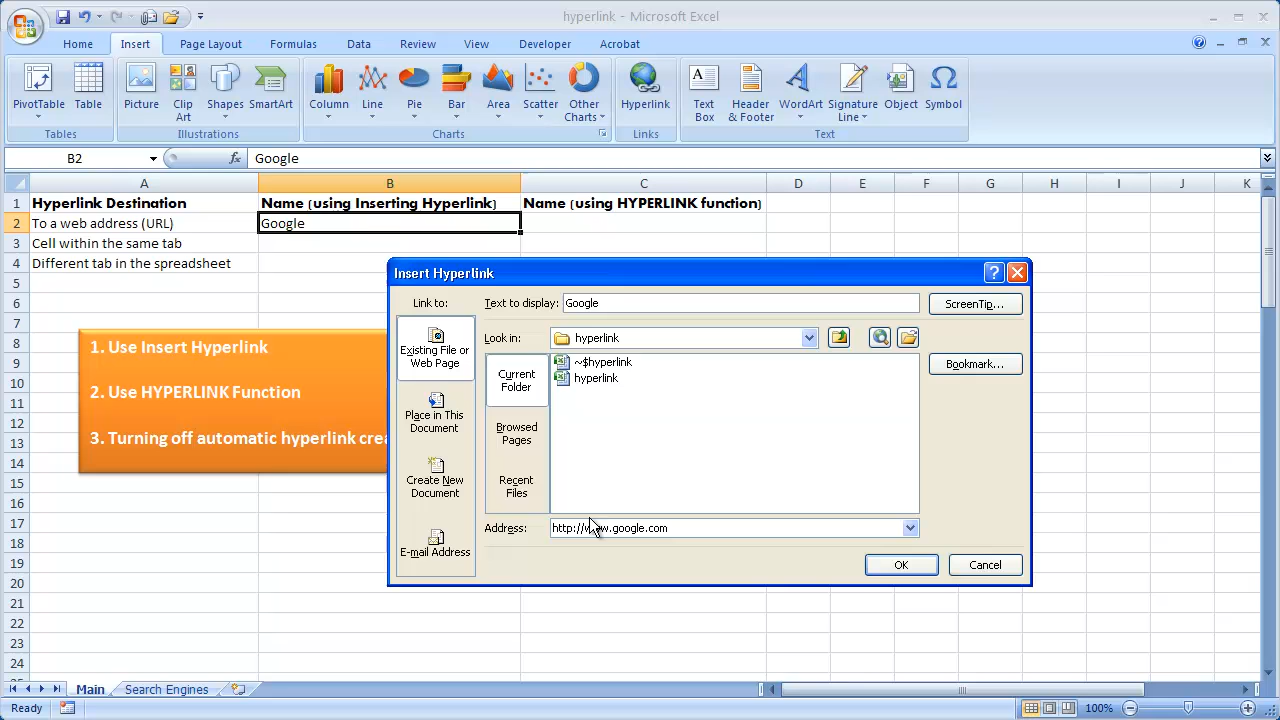 hyperlink - Microsoft Excel
Home Insert Page Layout Formulas Data Review View Developer Acrobat
PivotTable Table Picture Clip Art Shapes SmartArt Column Line Pie Bar Area Scatter Other Charts Hyperlink Text Box Header & Footer WordArt Signature Line Object Symbol
Tables Illustrations Charts Links Text
B2 fx Google
A B C D E F G H I J K
1 Hyperlink Destination Name (using Inserting Hyperlink) Name (using HYPERLINK function)
2 To a web address (URL) Google
3 Cell within the same tab
4 Different tab in the spreadsheet
5
6
7
8
9
10
11
12
13
14
15
16
17
18
19
20
21
22
23
24
1. Use Insert Hyperlink
2. Use HYPERLINK Function
3. Turning off automatic hyperlink crea
Insert Hyperlink
Link to:
Text to display: Google
ScreenTip...
Existing File or Web Page
Look in: hyperlink
Bookmark...
Current Folder
~$hyperlink
hyperlink
Place in This Document
Browsed Pages
Create New Document
Recent Files
E-mail Address
Address: http://www.google.com
OK Cancel
Main Search Engines
Ready 100%